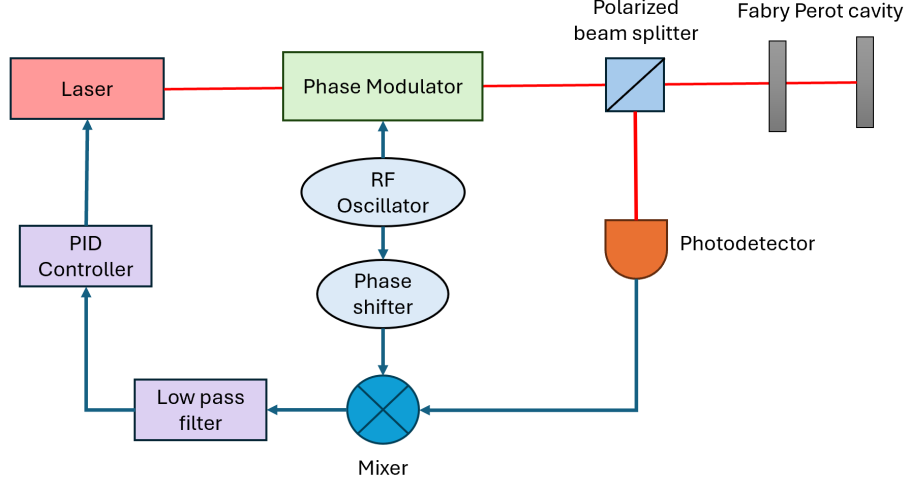 Polarized
beam splitter
Fabry Perot cavity
Laser
Phase Modulator
RF
Oscillator
PID
Controller
Photodetector
Phase
shifter
Low pass
filter
Mixer